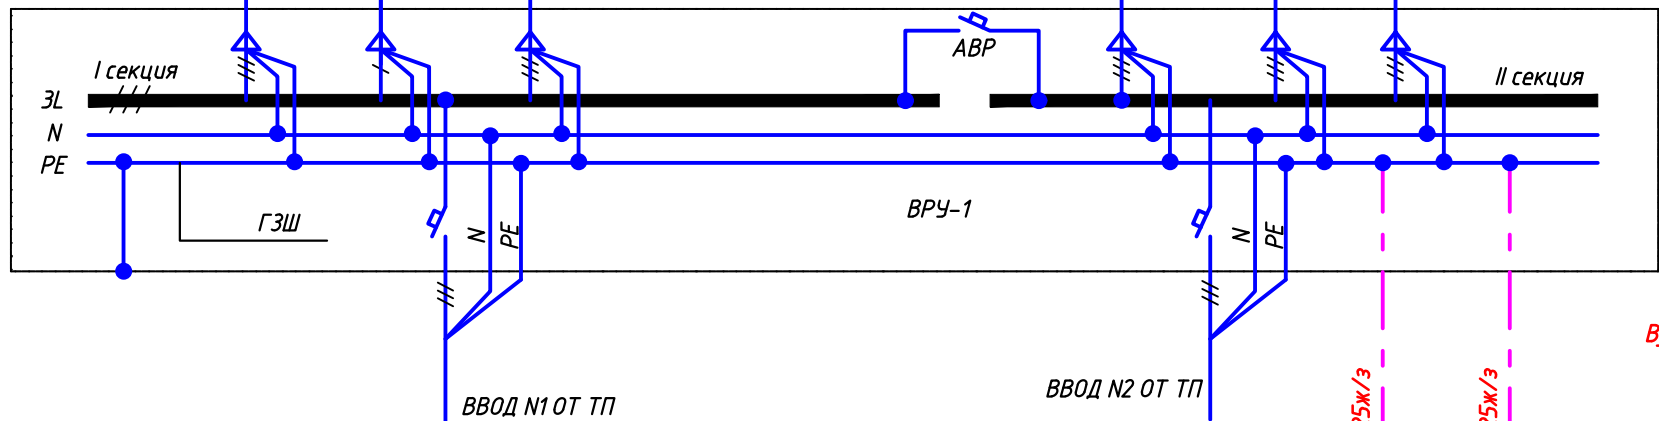 АВР
I секция
II секция
3L
N
PE
ВРУ-1
ГЗШ
N
PE
N
PE
ВВОД N1 ОТ ТП
ВВОД N2 ОТ ТП